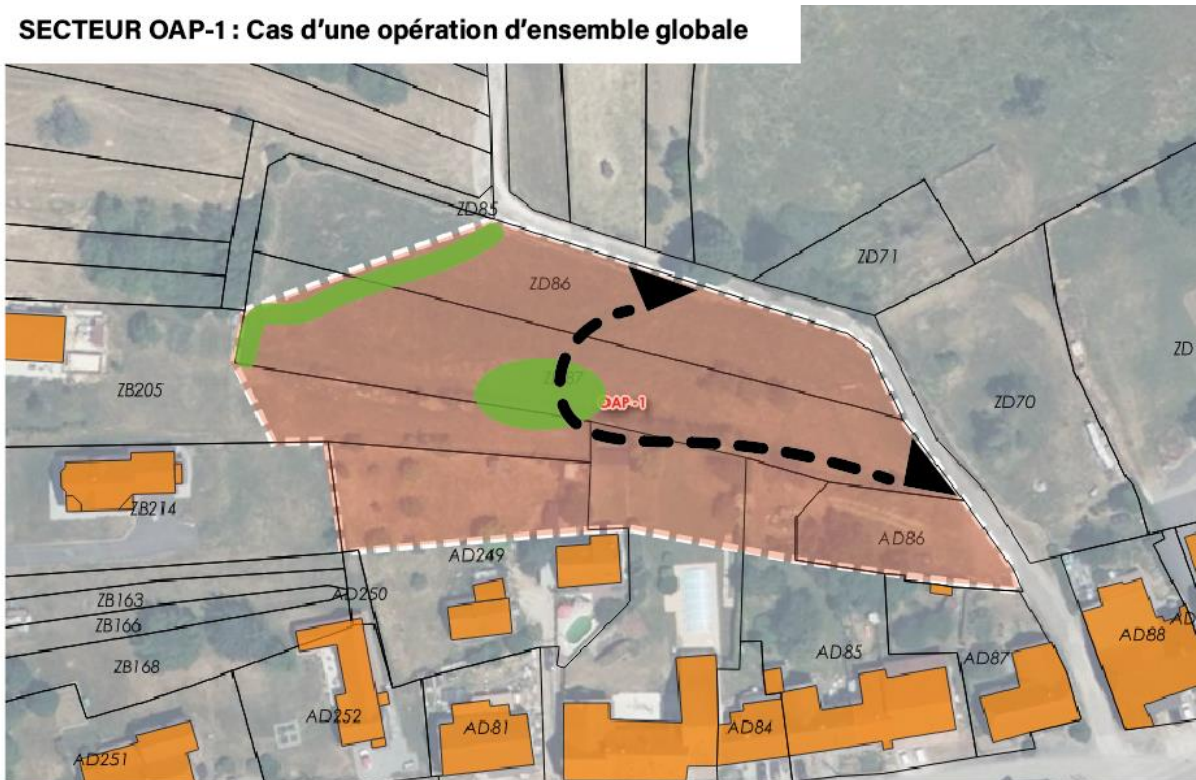 SECTEUR OAP-1 : Cas d’une opération d’ensemble globale
ZD85
ZD71
ZD86
ZD
ZB205
OAP-1
ZD70
ZB214
AD86
AD249
ZB163
AD260
ZB166
ZB168
AD88
AD85
AD87
AD252
AD81
AD84
AD251